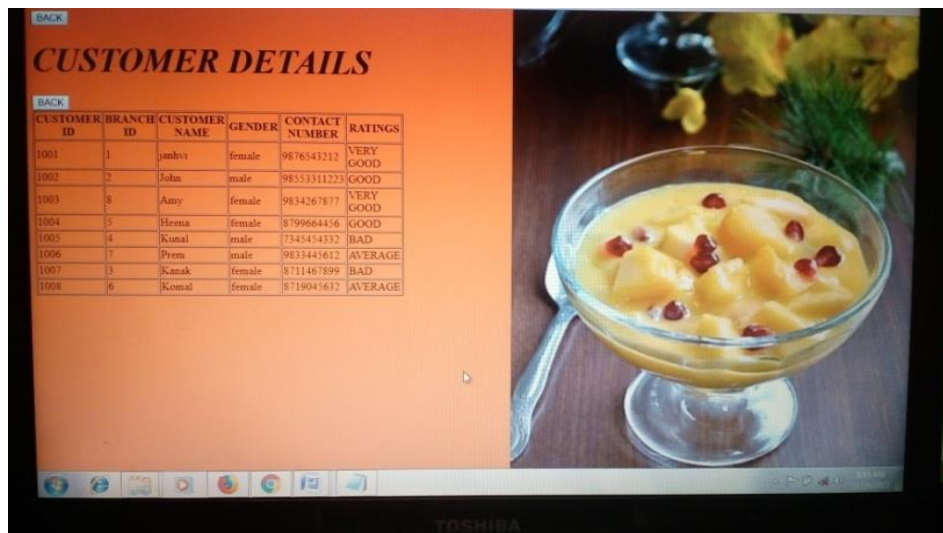 BACK
CUSTOMER DETAILS
BACK
CUSTOMER ID BRANCH ID CUSTOMER NAME GENDER CONTACT NUMBER RATINGS
1001 1 janhvi female 9876543212 VERY GOOD
1002 2 John male 98553311223 GOOD
1003 8 Amy female 9834267877 VERY GOOD
1004 5 Heena female 8799664456 GOOD
1005 4 Kunal male 7345454332 BAD
1006 7 Prem male 9833445612 AVERAGE
1007 3 Kanak female 8711467899 BAD
1008 6 Komal female 8719045632 AVERAGE
TOSHIBA